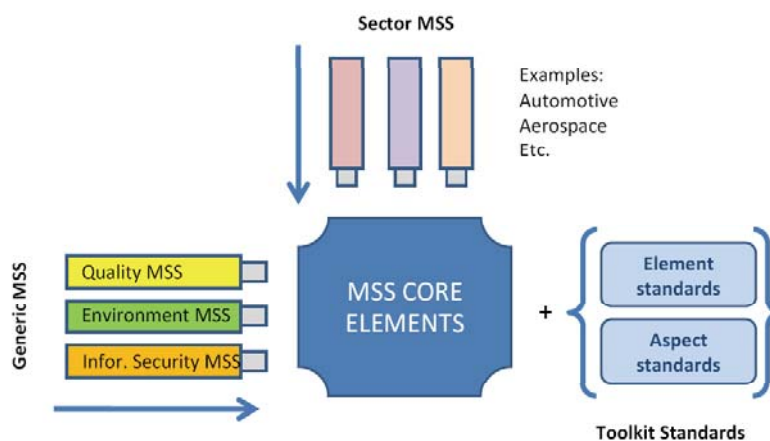 Sector MSS
Examples:
Automotive
Aerospace
Etc.
Generic MSS
Quality MSS
Environment MSS
Infor. Security MSS
MSS CORE
ELEMENTS
+
Element
standards
Aspect
standards
Toolkit Standards